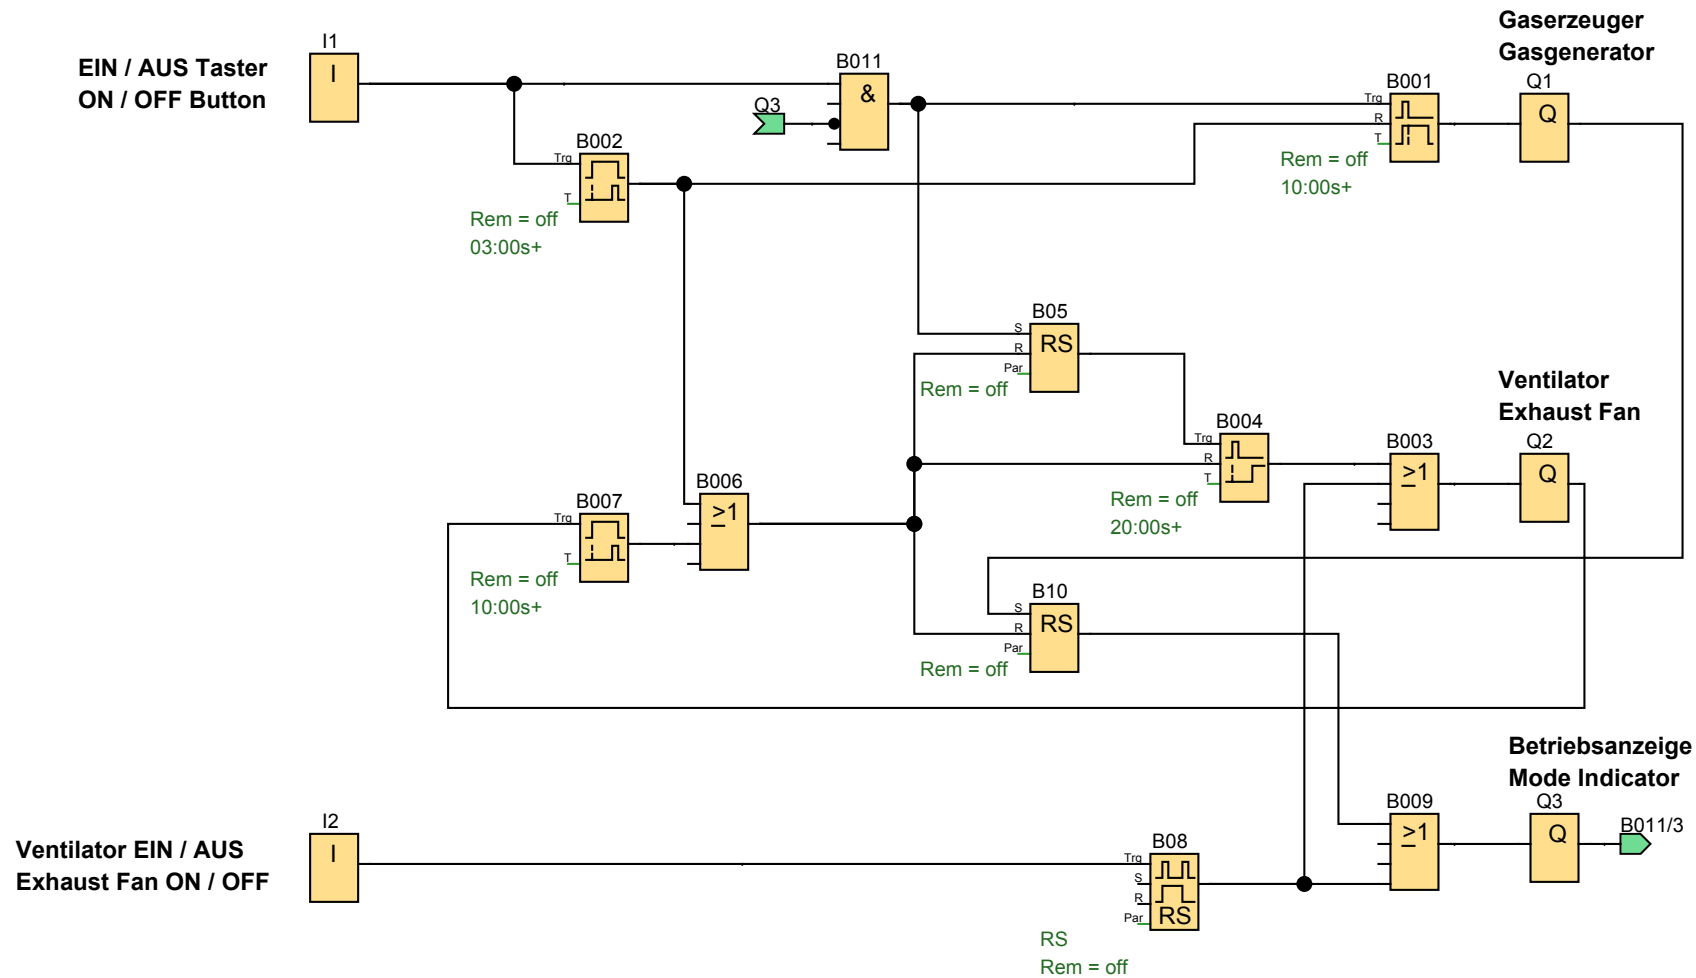 Gaserzeuger
Gasgenerator
I1
I
EIN / AUS Taster
ON / OFF Button
B011
&
Q3
B001
Trg
R
T
Rem = off
10:00s+
Q1
Q
B002
Trg
T
Rem = off
03:00s+
B05
S
R
Par
RS
Rem = off
Ventilator
Exhaust Fan
B004
Trg
R
T
Rem = off
20:00s+
B003
≥1
Q2
Q
B006
≥1
B007
Trg
T
Rem = off
10:00s+
B10
S
R
Par
RS
Rem = off
Betriebsanzeige
Mode Indicator
B009
≥1
Q3
Q
B011/3
I2
I
Ventilator EIN / AUS
Exhaust Fan ON / OFF
B08
Trg
S
R
Par
RS
RS
Rem = off